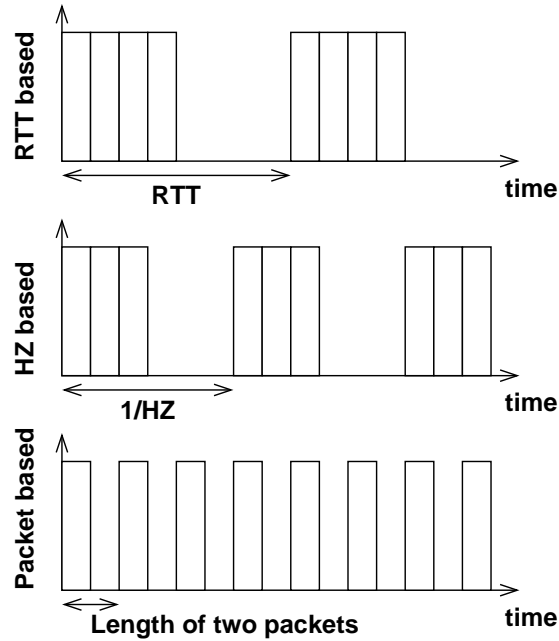 RTT based
RTT
time
HZ based
1/HZ
time
Packet based
Length of two packets
time